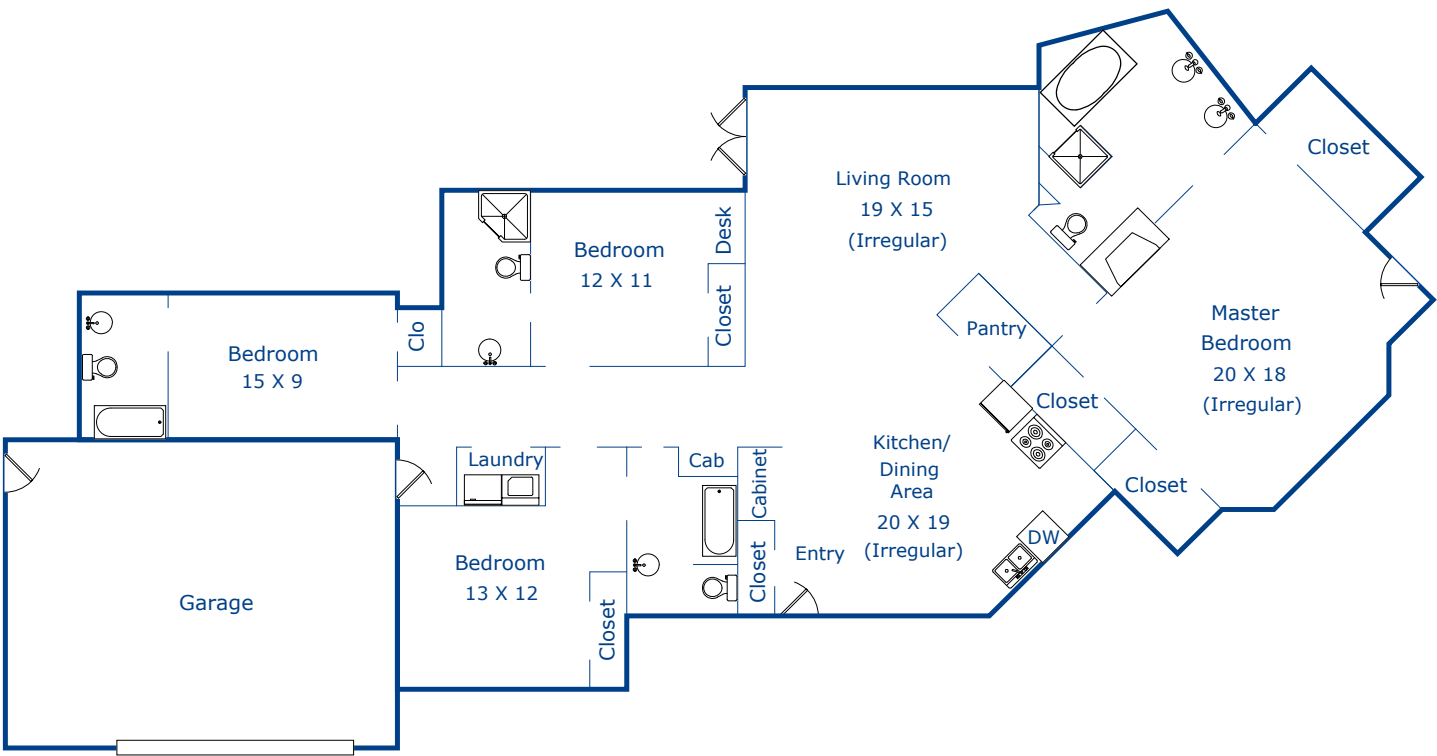 Closet
Living Room
19 X 15
(Irregular)
Desk
Bedroom
12 X 11
Closet
Clo
Bedroom
15 X 9
Pantry
Master
Bedroom
20 X 18
(Irregular)
Closet
Kitchen/
Dining
Area
20 X 19
(Irregular)
Laundry
Cab
Cabinet
Closet
DW
Entry
Closet
Bedroom
13 X 12
Closet
Garage